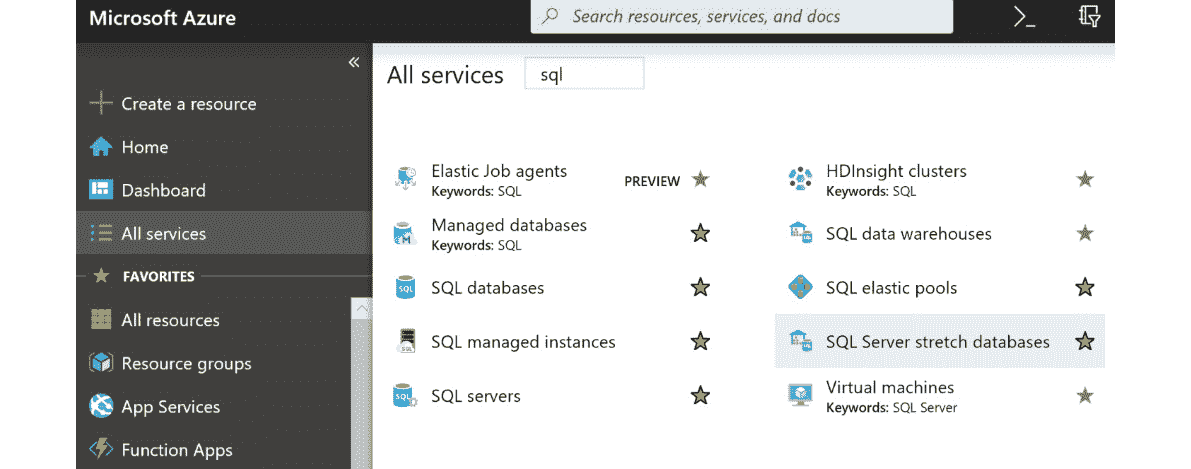 Microsoft Azure
Search resources, services, and docs
«
Create a resource
Home
Dashboard
All services
FAVORITES
All resources
Resource groups
App Services
Function Apps
All services
sql
Elastic Job agents
Keywords: SQL
PREVIEW
Managed databases
Keywords: SQL
SQL databases
SQL managed instances
SQL servers
HDInsight clusters
Keywords: SQL
SQL data warehouses
SQL elastic pools
SQL Server stretch databases
Virtual machines
Keywords: SQL Server